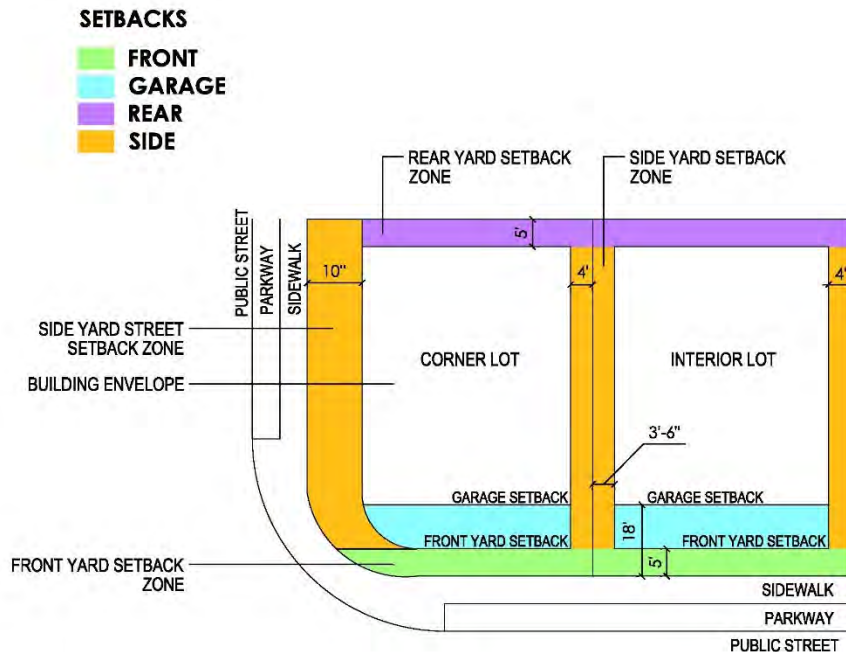 SETBACKS
FRONT
GARAGE
REAR
SIDE
REAR YARD SETBACK
ZONE
SIDE YARD SETBACK
ZONE
PUBLIC STREET
PARKWAY
SIDEWALK
5'
10"
4'
4'
SIDE YARD STREET
SETBACK ZONE
BUILDING ENVELOPE
CORNER LOT
INTERIOR LOT
3'-6"
GARAGE SETBACK
GARAGE SETBACK
18'
FRONT YARD SETBACK
FRONT YARD SETBACK
5'
FRONT YARD SETBACK
ZONE
SIDEWALK
PARKWAY
PUBLIC STREET